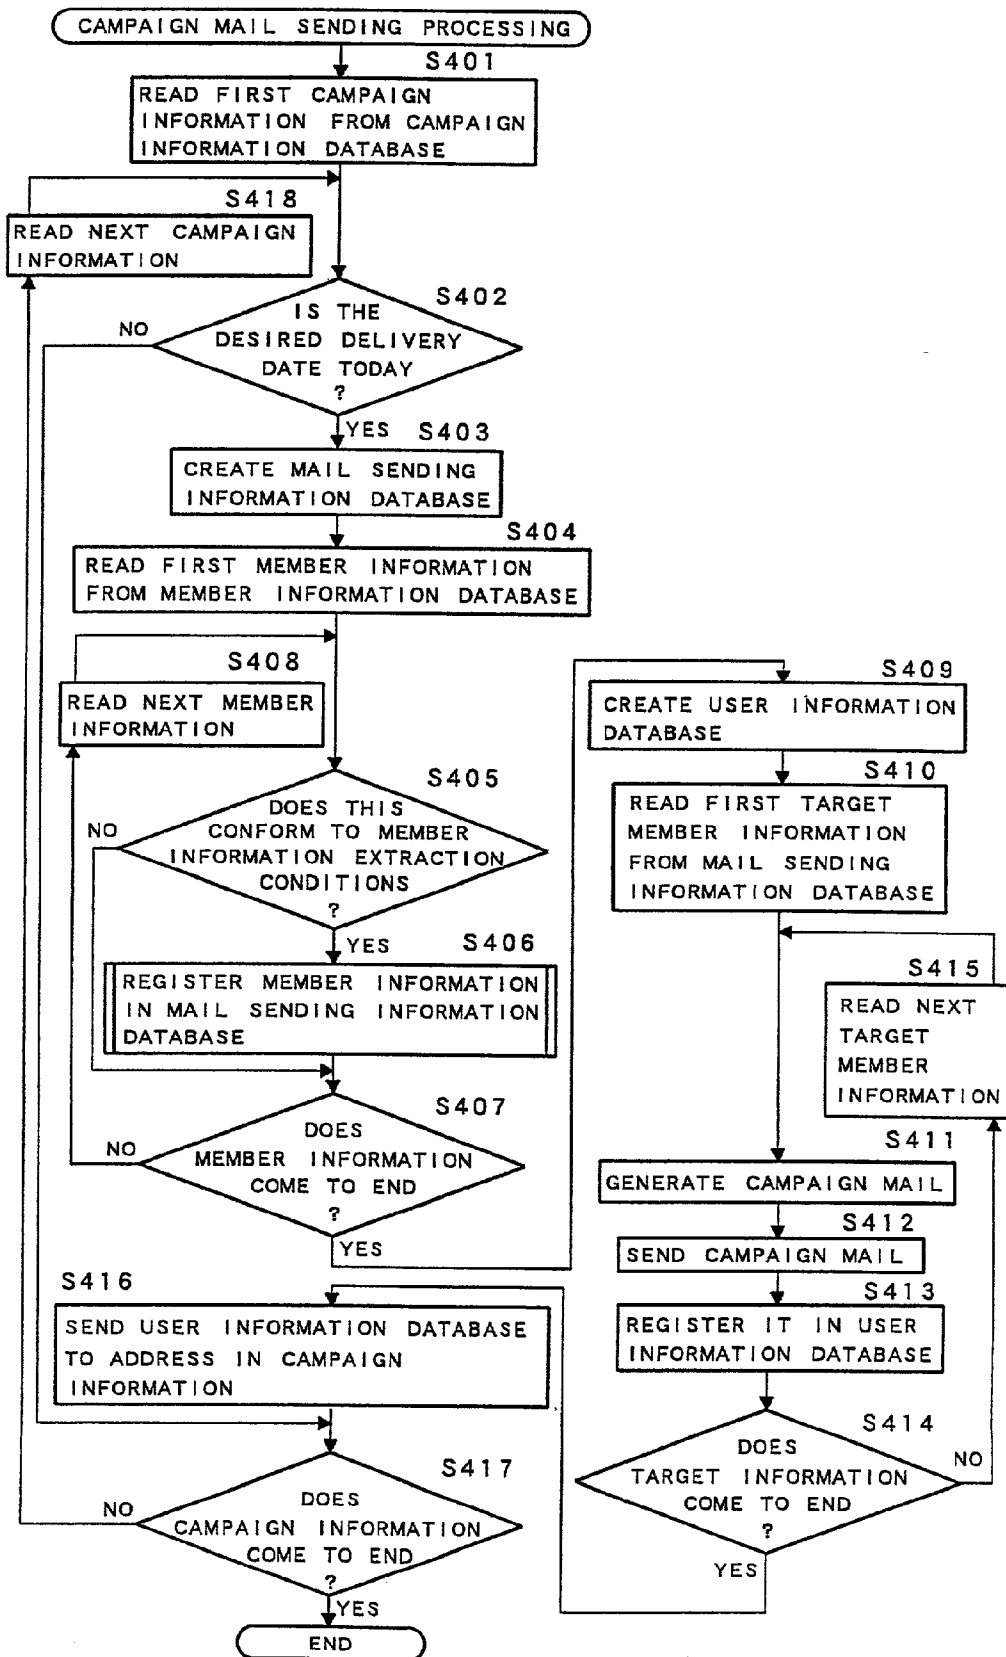 CAMPAIGN MAIL SENDING PROCESSING
S401
READ FIRST CAMPAIGN
INFORMATION FROM CAMPAIGN
INFORMATION DATABASE
S418
READ NEXT CAMPAIGN
INFORMATION
S402
IS THE
DESIRED DELIVERY
DATE TODAY
?
NO
YES
S403
CREATE MAIL SENDING
INFORMATION DATABASE
S404
READ FIRST MEMBER INFORMATION
FROM MEMBER INFORMATION DATABASE
S408
READ NEXT MEMBER
INFORMATION
S405
DOES THIS
CONFORM TO MEMBER
INFORMATION EXTRACTION
CONDITIONS
?
NO
YES
S406
REGISTER MEMBER INFORMATION
IN MAIL SENDING INFORMATION
DATABASE
S407
DOES
MEMBER INFORMATION
COME TO END
?
NO
YES
S409
CREATE USER INFORMATION
DATABASE
S410
READ FIRST TARGET
MEMBER INFORMATION
FROM MAIL SENDING
INFORMATION DATABASE
S415
READ NEXT
TARGET
MEMBER
INFORMATION
S411
GENERATE CAMPAIGN MAIL
S412
SEND CAMPAIGN MAIL
S413
REGISTER IT IN USER
INFORMATION DATABASE
S414
DOES
TARGET INFORMATION
COME TO END
?
NO
YES
S416
SEND USER INFORMATION DATABASE
TO ADDRESS IN CAMPAIGN
INFORMATION
S417
DOES
CAMPAIGN INFORMATION
COME TO END
?
NO
YES
END